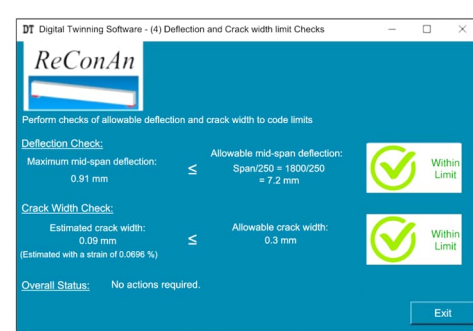 DT Digital Twinning Software - (4) Deflection and Crack width limit Checks
ReConAn
Perform checks of allowable deflection and crack width to code limits
Deflection Check:
Maximum mid-span deflection:
0.91 mm
≤
Allowable mid-span deflection:
Span/250 = 1800/250
= 7.2 mm
Within
Limit
Crack Width Check:
Estimated crack width:
0.09 mm
(Estimated with a strain of 0.0696 %)
≤
Allowable crack width:
0.3 mm
Within
Limit
Overall Status: No actions required.
Exit